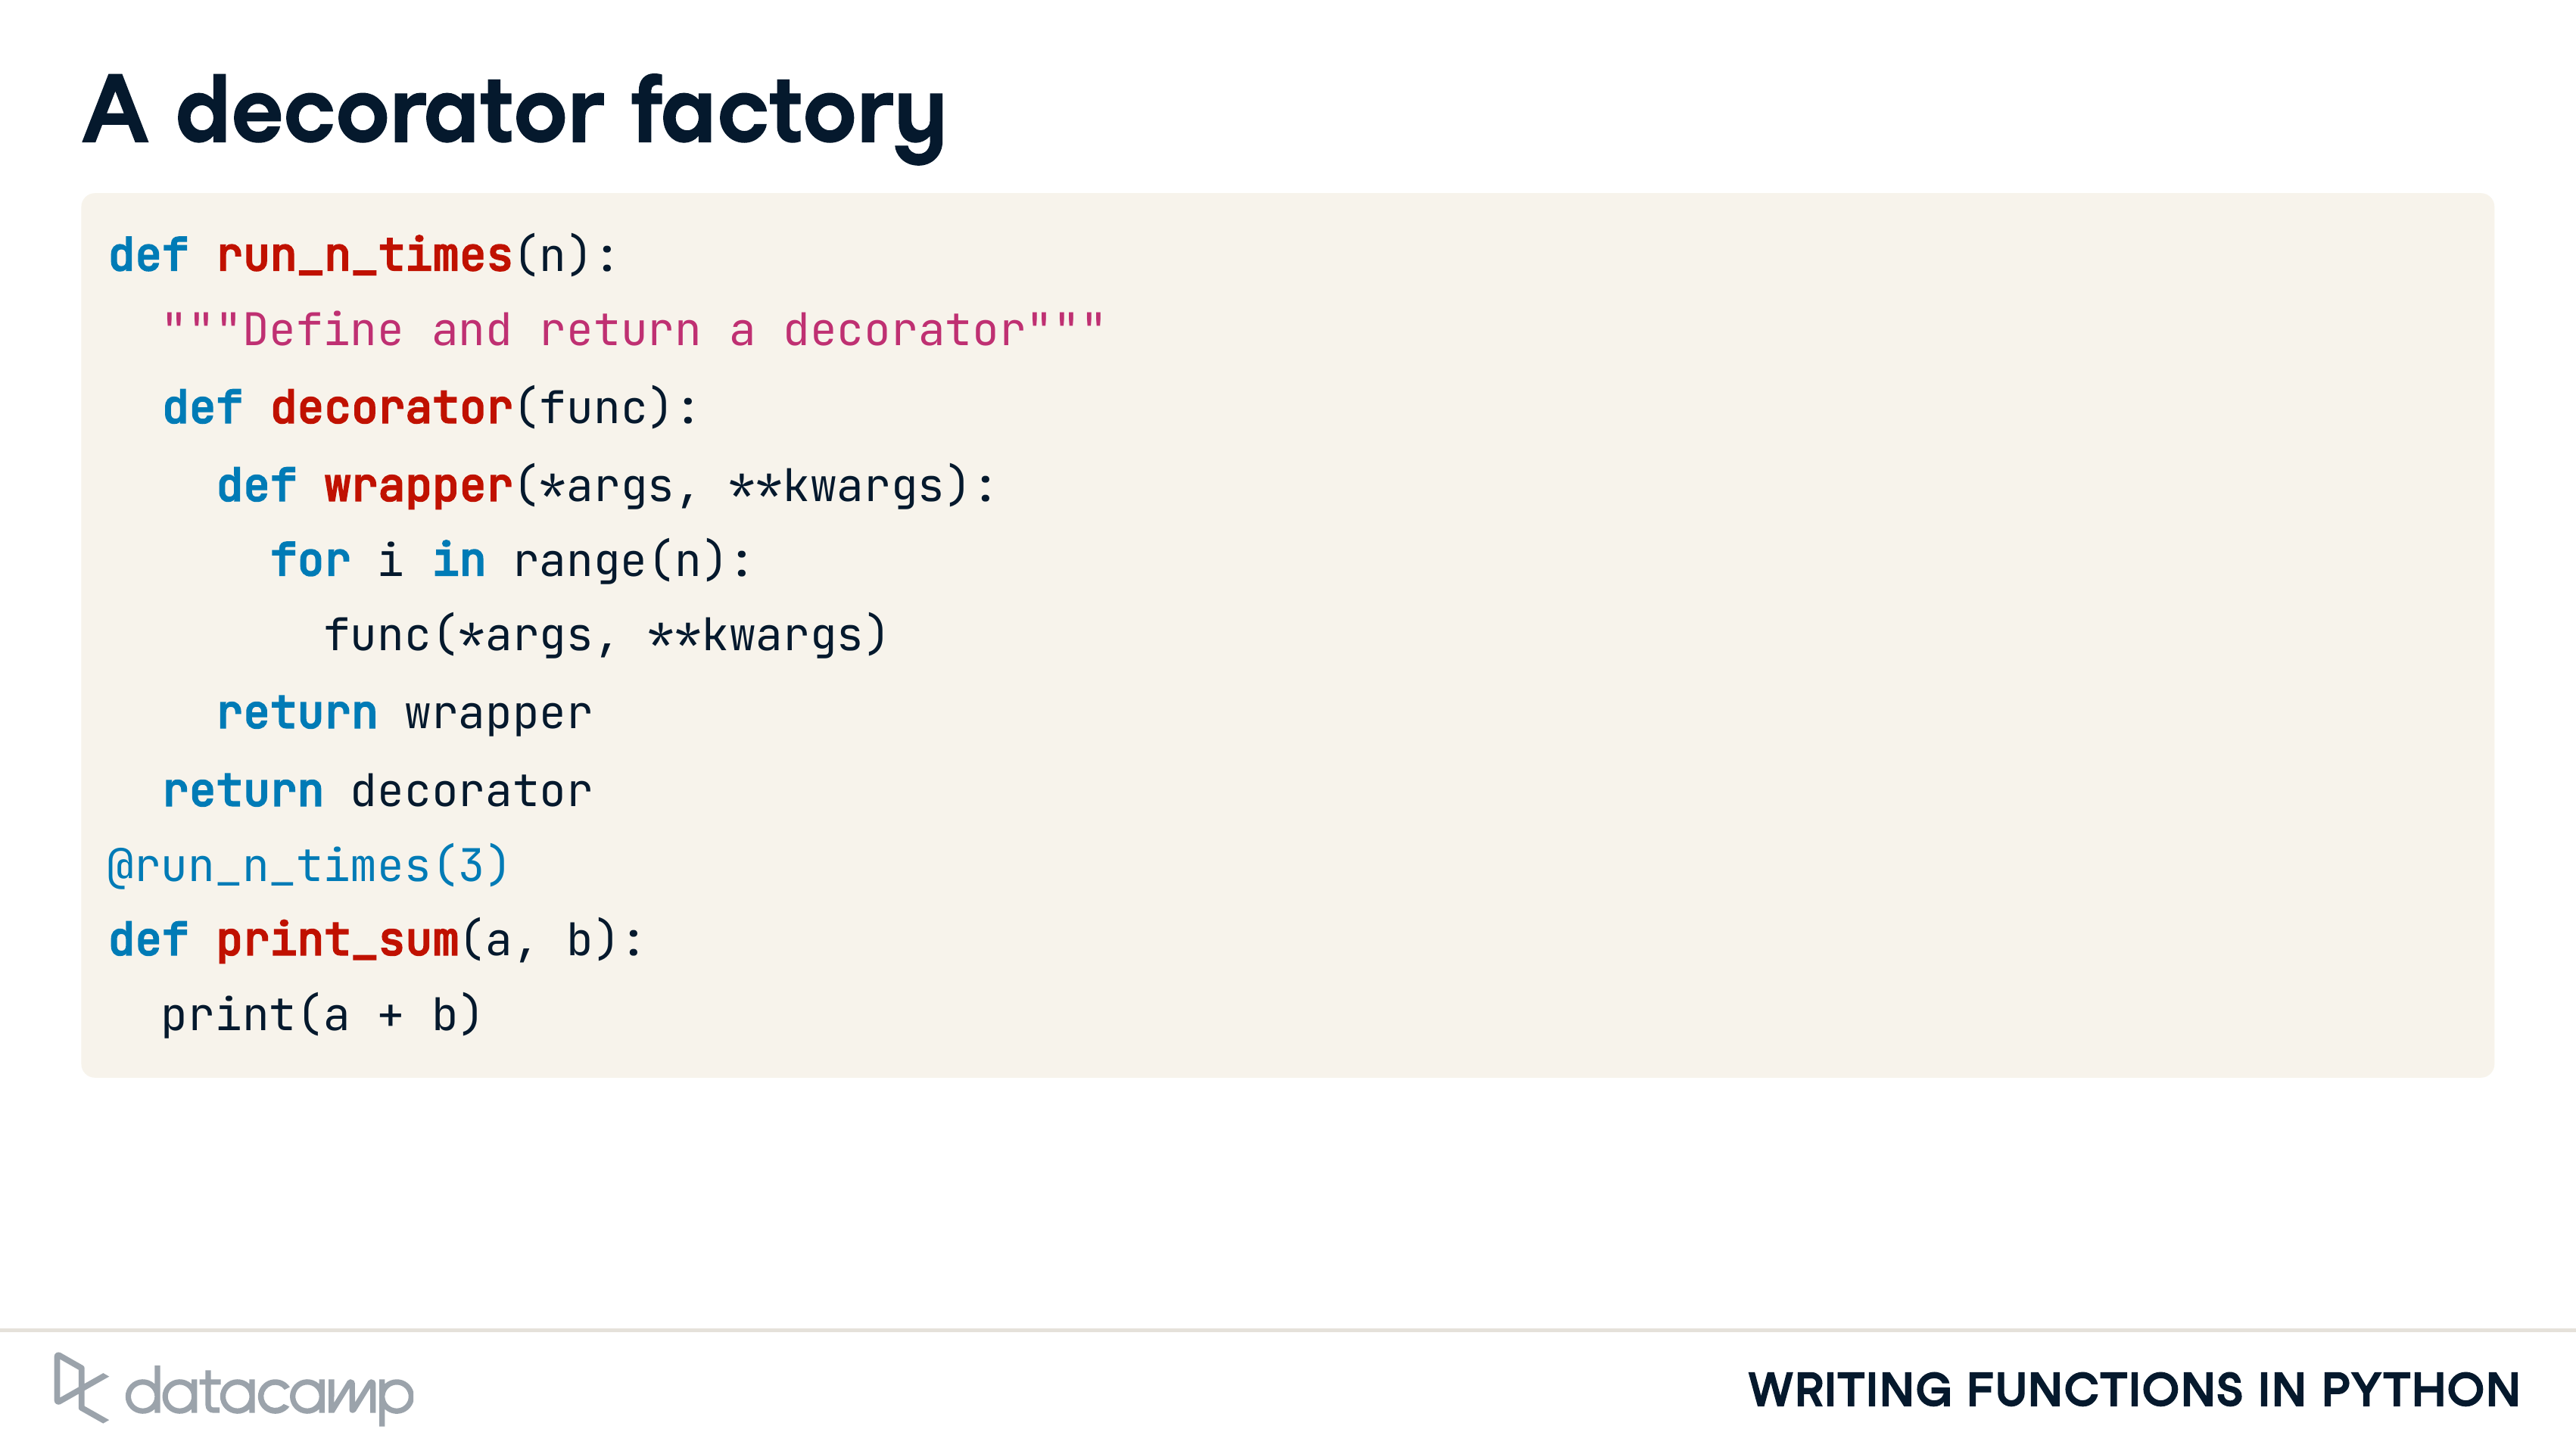 A decorator factory
def run_n_times(n):
  """Define and return a decorator"""
  def decorator(func):
    def wrapper(*args, **kwargs):
      for i in range(n):
        func(*args, **kwargs)
    return wrapper
  return decorator
@run_n_times(3)
def print_sum(a, b):
  print(a + b)
datacamp
WRITING FUNCTIONS IN PYTHON